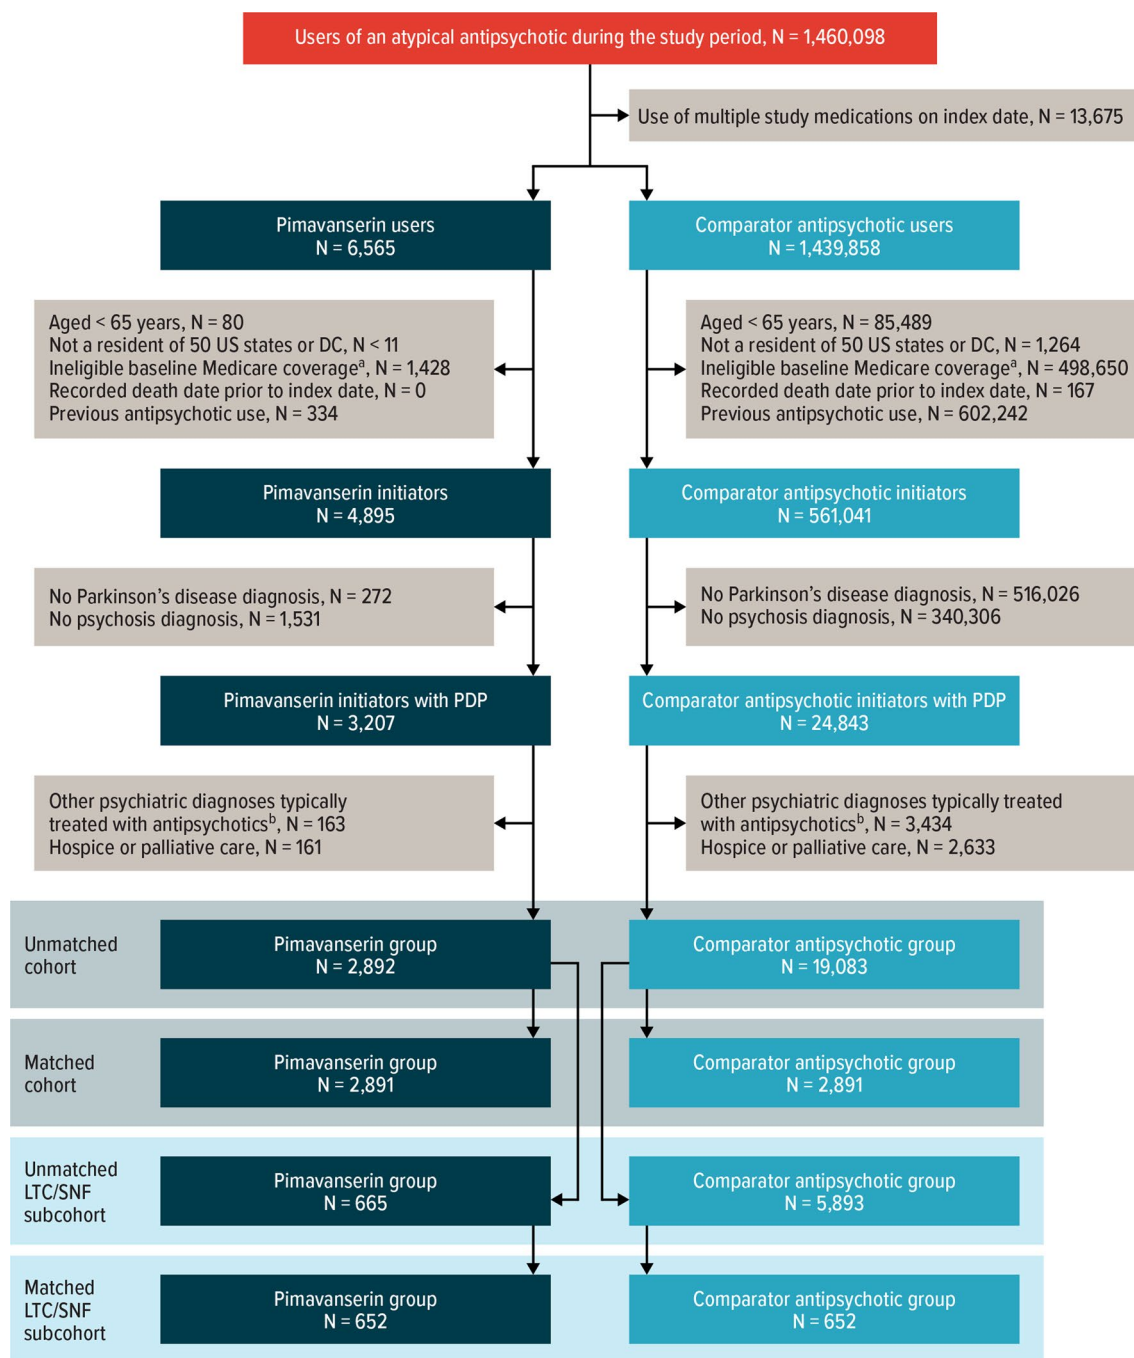 Users of an atypical antipsychotic during the study period, N = 1,460,098
Use of multiple study medications on index date, N = 13,675
Pimavanserin users
N = 6,565
Comparator antipsychotic users
N = 1,439,858
Aged < 65 years, N = 80
Not a resident of 50 US states or DC, N < 11
Ineligible baseline Medicare coverageᵃ, N = 1,428
Recorded death date prior to index date, N = 0
Previous antipsychotic use, N = 334
Aged < 65 years, N = 85,489
Not a resident of 50 US states or DC, N = 1,264
Ineligible baseline Medicare coverageᵃ, N = 498,650
Recorded death date prior to index date, N = 167
Previous antipsychotic use, N = 602,242
Pimavanserin initiators
N = 4,895
Comparator antipsychotic initiators
N = 561,041
No Parkinson’s disease diagnosis, N = 272
No psychosis diagnosis, N = 1,531
No Parkinson’s disease diagnosis, N = 516,026
No psychosis diagnosis, N = 340,306
Pimavanserin initiators with PDP
N = 3,207
Comparator antipsychotic initiators with PDP
N = 24,843
Other psychiatric diagnoses typically
treated with antipsychoticsᵇ, N = 163
Hospice or palliative care, N = 161
Other psychiatric diagnoses typically treated
with antipsychoticsᵇ, N = 3,434
Hospice or palliative care, N = 2,633
Unmatched
cohort
Pimavanserin group
N = 2,892
Comparator antipsychotic group
N = 19,083
Matched
cohort
Pimavanserin group
N = 2,891
Comparator antipsychotic group
N = 2,891
Unmatched
LTC/SNF
subcohort
Pimavanserin group
N = 665
Comparator antipsychotic group
N = 5,893
Matched
LTC/SNF
subcohort
Pimavanserin group
N = 652
Comparator antipsychotic group
N = 652